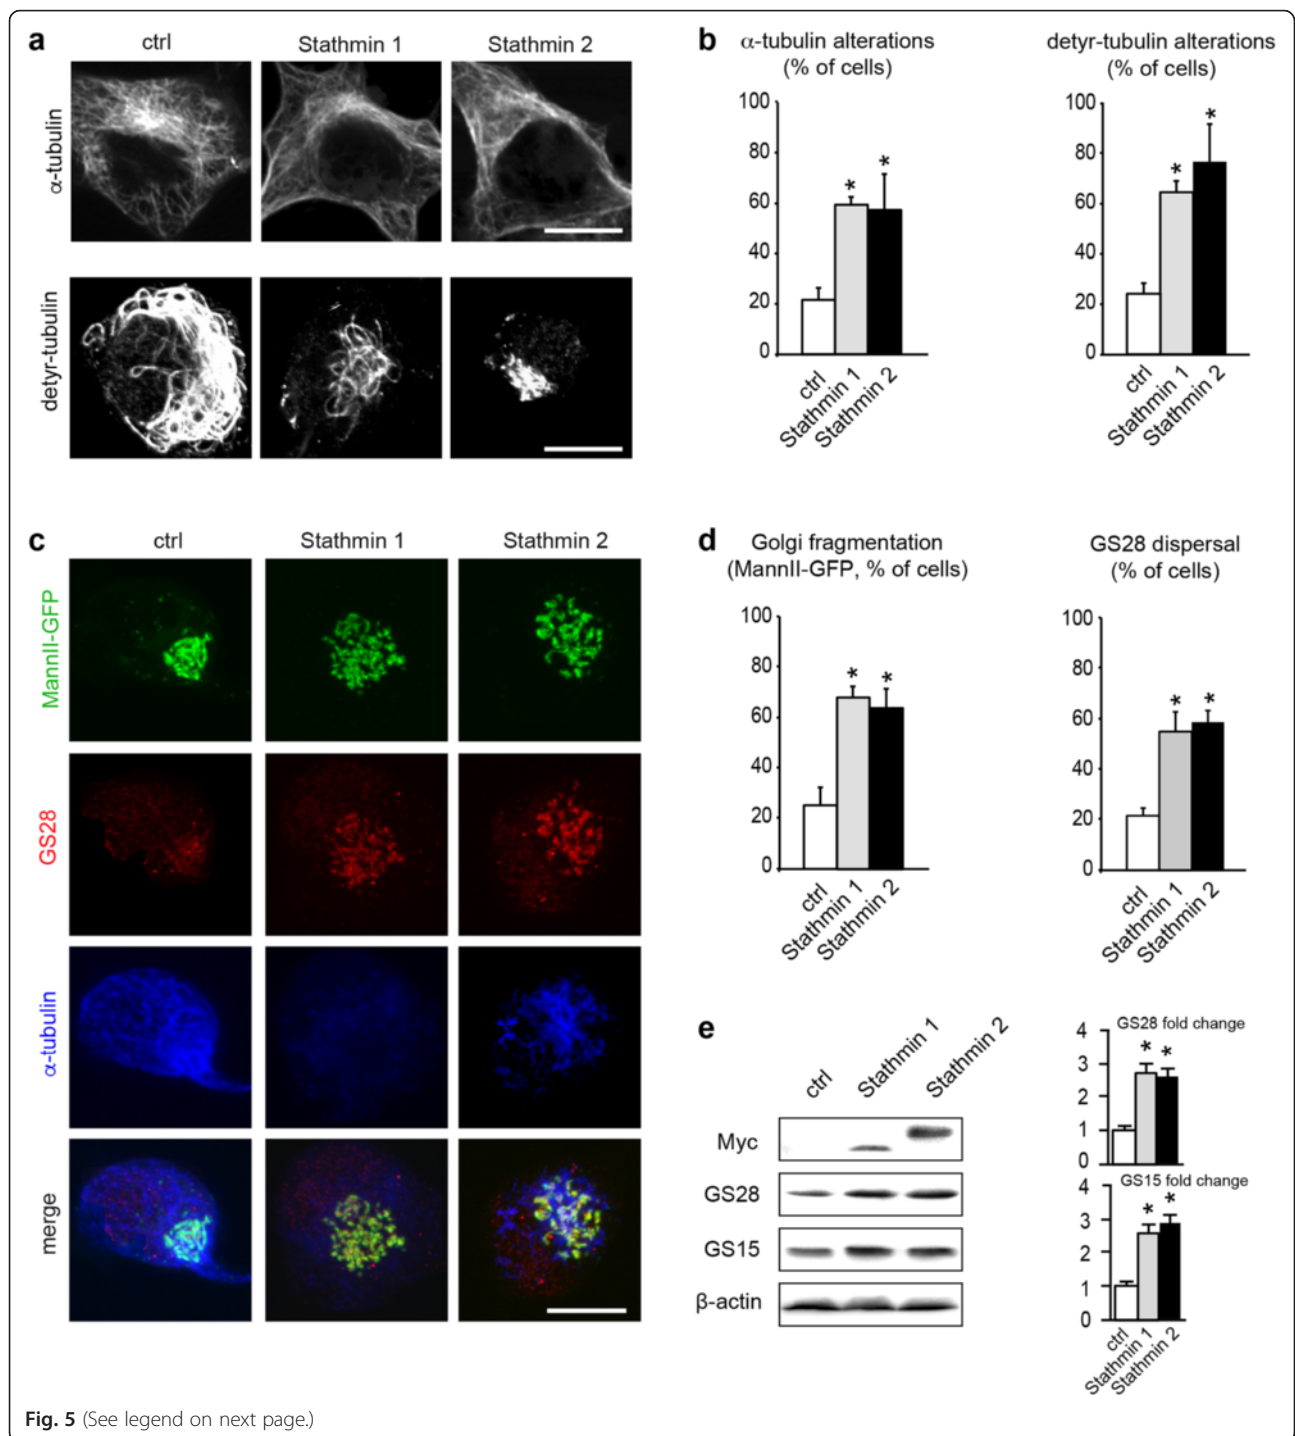 a
ctrl
Stathmin 1
Stathmin 2
α-tubulin
detyr-tubulin
b
α-tubulin alterations
(% of cells)
100
80
60
40
20
0
*
*
ctrl
Stathmin 1
Stathmin 2
detyr-tubulin alterations
(% of cells)
100
80
60
40
20
0
*
*
ctrl
Stathmin 1
Stathmin 2
c
ctrl
Stathmin 1
Stathmin 2
MannII-GFP
GS28
α-tubulin
merge
d
Golgi fragmentation
(MannII-GFP, % of cells)
100
80
60
40
20
0
*
*
ctrl
Stathmin 1
Stathmin 2
GS28 dispersal
(% of cells)
100
80
60
40
20
0
*
*
ctrl
Stathmin 1
Stathmin 2
e
ctrl
Stathmin 1
Stathmin 2
Myc
GS28
GS15
β-actin
GS28 fold change
4
3
2
1
0
*
*
GS15 fold change
4
3
2
1
0
*
*
ctrl
Stathmin 1
Stathmin 2
Fig. 5 (See legend on next page.)